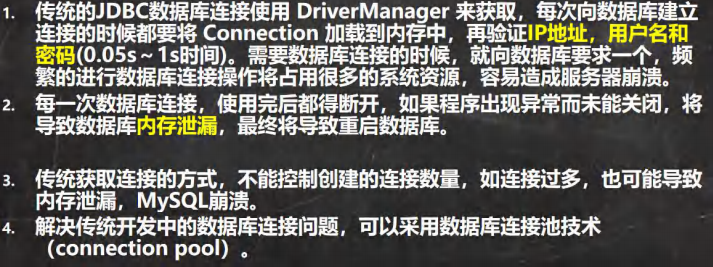 1. 传统的JDBC数据库连接使用 DriverManager 来获取，每次向数据库建立
连接的时候都要将 Connection 加载到内存中，再验证IP地址，用户名和
密码(0.05s～1s时间)。需要数据库连接的时候，就向数据库要求一个，频
繁的进行数据库连接操作将占用很多的系统资源，容易造成服务器崩溃。
2. 每一次数据库连接，使用完后都得断开，如果程序出现异常而未能关闭，将
导致数据库内存泄漏，最终将导致重启数据库。
3. 传统获取连接的方式，不能控制创建的连接数量，如连接过多，也可能导致
内存泄漏，MySQL崩溃。
4. 解决传统开发中的数据库连接问题，可以采用数据库连接池技术
（connection pool）。